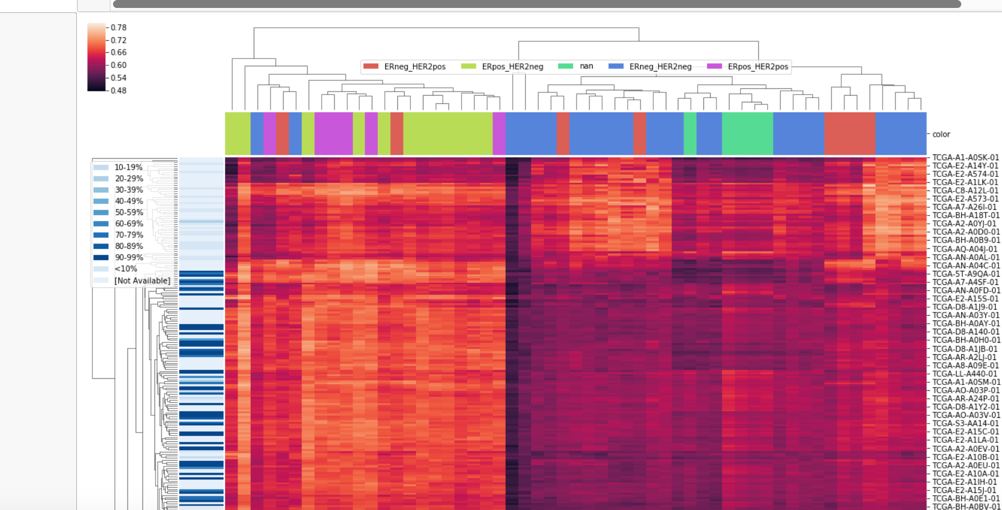 0.78
0.72
0.66
0.60
0.54
0.48
ERneg_HER2pos ERpos_HER2neg nan ERneg_HER2neg ERpos_HER2pos
color
10-19%
20-29%
30-39%
40-49%
50-59%
60-69%
70-79%
80-89%
90-99%
<10%
[Not Available]
TCGA-A1-A0SK-01
TCGA-E2-A14Y-01
TCGA-E2-A574-01
TCGA-E2-A1LK-01
TCGA-C8-A12L-01
TCGA-E2-A573-01
TCGA-A7-A26I-01
TCGA-BH-A18T-01
TCGA-A2-A0YJ-01
TCGA-A2-A0D0-01
TCGA-BH-A0B9-01
TCGA-AQ-A04J-01
TCGA-AN-A0AL-01
TCGA-AN-A04C-01
TCGA-5T-A9QA-01
TCGA-A7-A4SF-01
TCGA-AN-A0FD-01
TCGA-E2-A15S-01
TCGA-D8-A1J9-01
TCGA-AN-A03Y-01
TCGA-BH-A0AY-01
TCGA-D8-A140-01
TCGA-BH-A0H0-01
TCGA-D8-A1JB-01
TCGA-AR-A2LJ-01
TCGA-A8-A09E-01
TCGA-LL-A440-01
TCGA-A1-A0SM-01
TCGA-AO-A03P-01
TCGA-AR-A24P-01
TCGA-D8-A1Y2-01
TCGA-AO-A03V-01
TCGA-S3-AA14-01
TCGA-E2-A15C-01
TCGA-E2-A1LA-01
TCGA-A2-A0EV-01
TCGA-E2-A10B-01
TCGA-A2-A0EU-01
TCGA-E2-A10A-01
TCGA-E2-A1IH-01
TCGA-E2-A15J-01
TCGA-BH-A0E1-01
TCGA-BH-A0BV-01